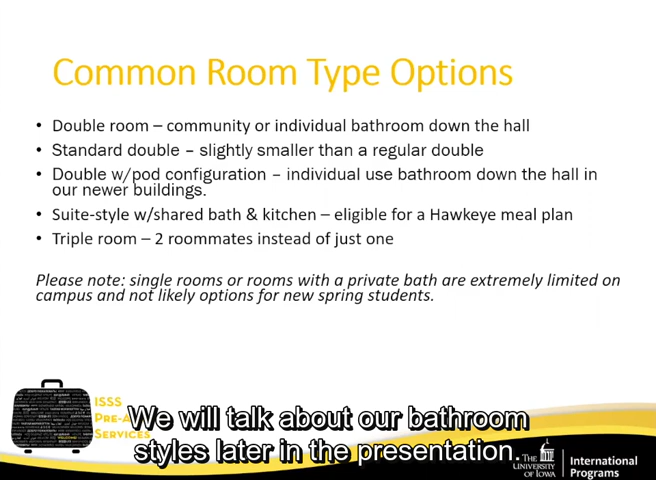 Common Room Type Options
• Double room – community or individual bathroom down the hall
• Standard double – slightly smaller than a regular double
• Double w/pod configuration – individual use bathroom down the hall in
our newer buildings.
• Suite-style w/shared bath & kitchen – eligible for a Hawkeye meal plan
• Triple room – 2 roommates instead of just one
Please note: single rooms or rooms with a private bath are extremely limited on
campus and not likely options for new spring students.
ISSS
PRE-A
SERVICES
We will talk about our bathroom
styles later in the presentation.
THE
UNIVERSITY
OF IOWA
International
Programs